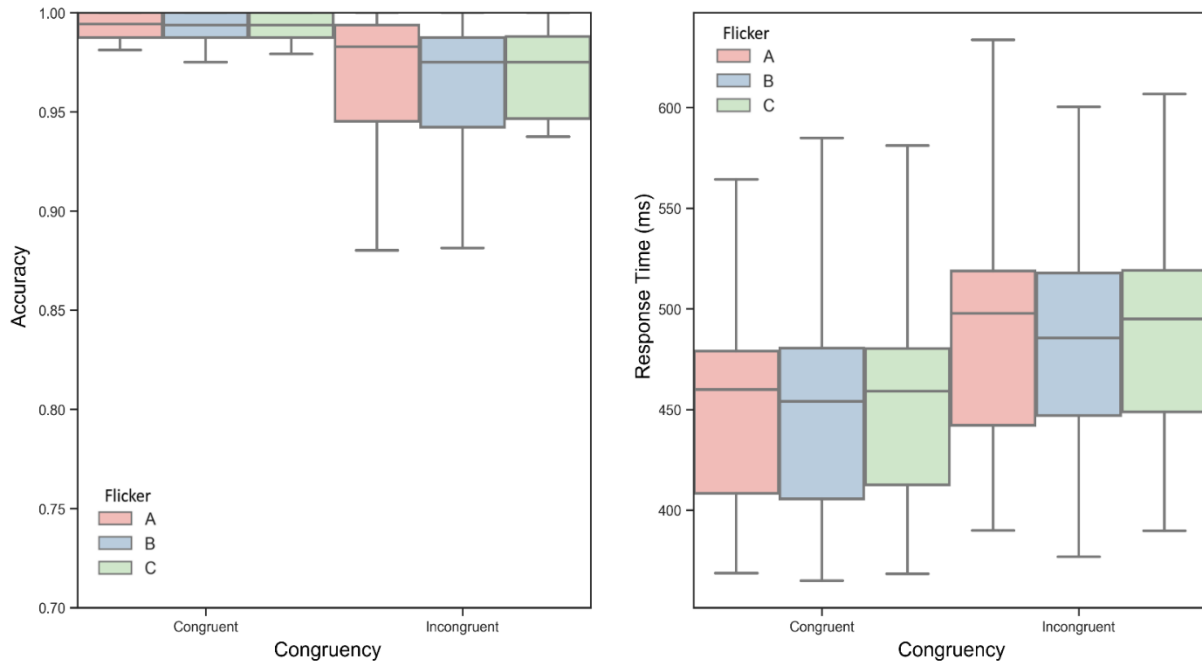 Accuracy
1.00
0.95
0.90
0.85
0.80
0.75
0.70
Flicker
A
B
C
Congruent
Incongruent
Congruency
Response Time (ms)
600
550
500
450
400
Flicker
A
B
C
Congruent
Incongruent
Congruency